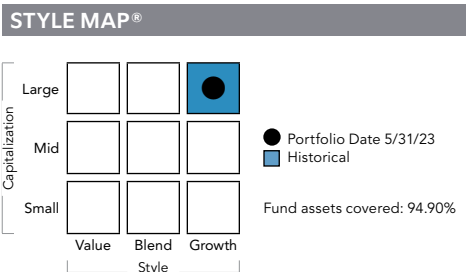 STYLE MAP®
Large
Capitalization
Mid
Portfolio Date 5/31/23
Historical
Small
Fund assets covered: 94.90%
Value Blend Growth
Style